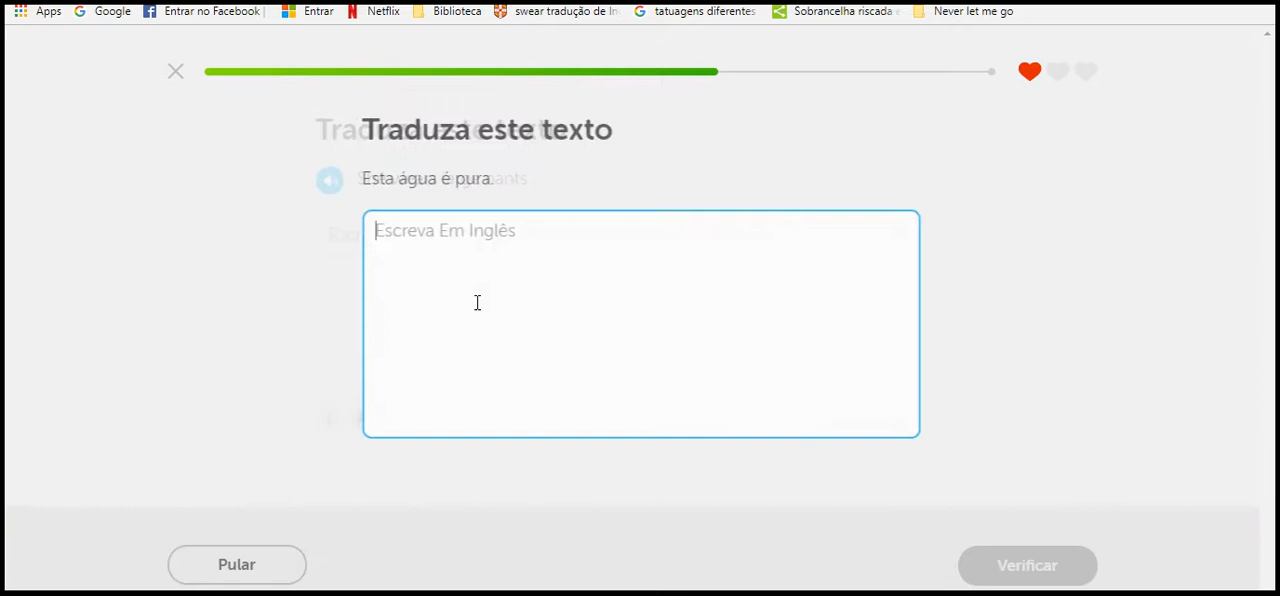 Apps Google Entrar no Facebook Entrar Netflix Biblioteca swear tradução de In tatuagens diferentes Sobrancelha riscada e Never let me go
Traduza este texto
Esta água é pura.
Escreva Em Inglês
Pular Verificar